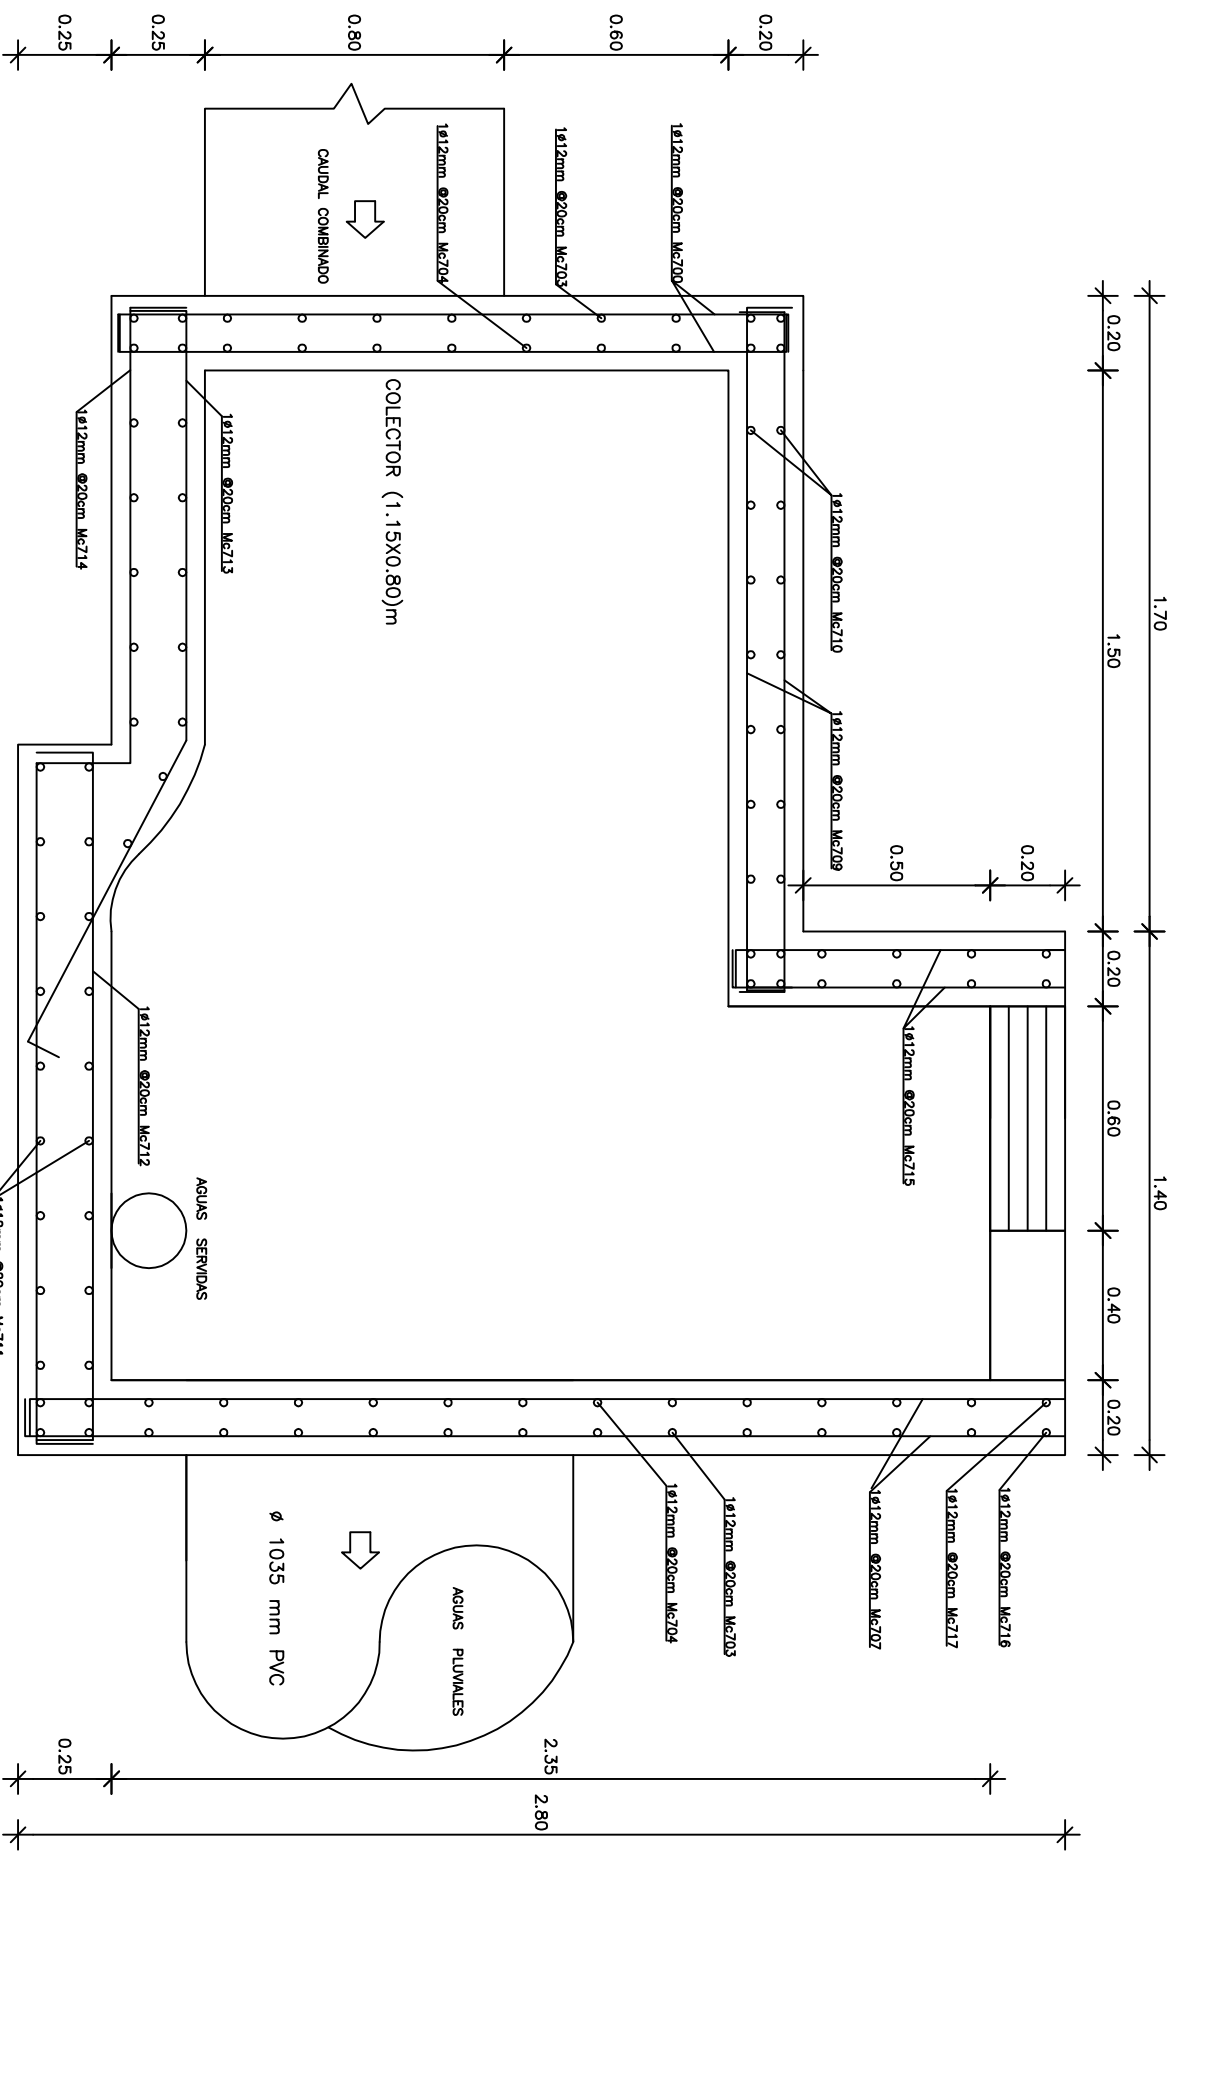 1.70
1.40
0.20
1.50
0.20
0.60
0.40
0.20
0.20
1ø12mm @20cm Mc716
1ø12mm @20cm Mc717
1ø12mm @20cm Mc715
0.50
1ø12mm @20cm Mc707
1ø12mm @20cm Mc710
1ø12mm @20cm Mc709
0.20
1ø12mm @20cm Mc703
1ø12mm @20cm Mc700
1ø12mm @20cm Mc704
0.60
1ø12mm @20cm Mc703
2.35
2.80
AGUAS PLUVIALES
1ø12mm @20cm Mc704
COLECTOR (1.15X0.80)m
0.80
CAUDAL COMBINADO
ø 1035 mm PVC
1ø12mm @20cm Mc713
AGUAS SERVIDAS
0.25
1ø12mm @20cm Mc712
1ø12mm @20cm Mc714
0.25
0.25